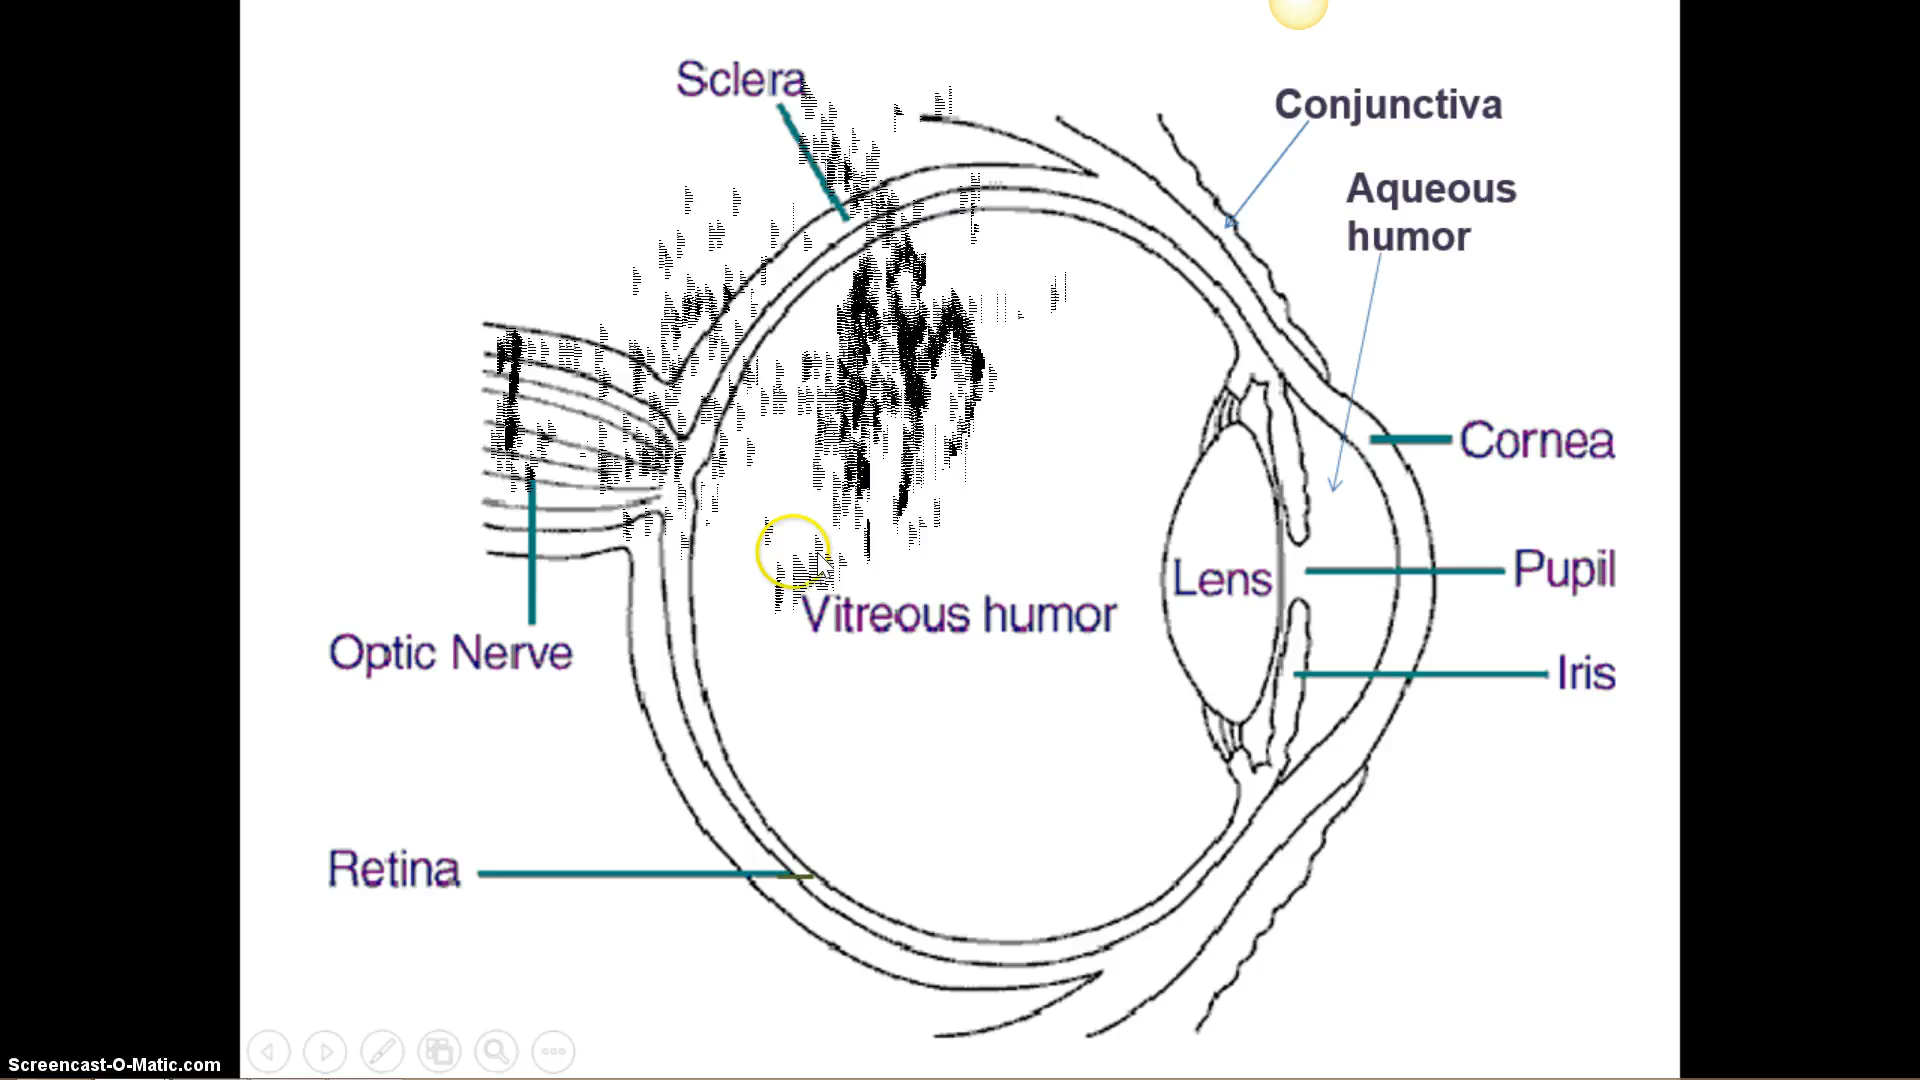 Sclera
Conjunctiva
Aqueous
humor
Cornea
Pupil
Lens
Vitreous humor
Optic Nerve
Iris
Retina
Screencast-O-Matic.com